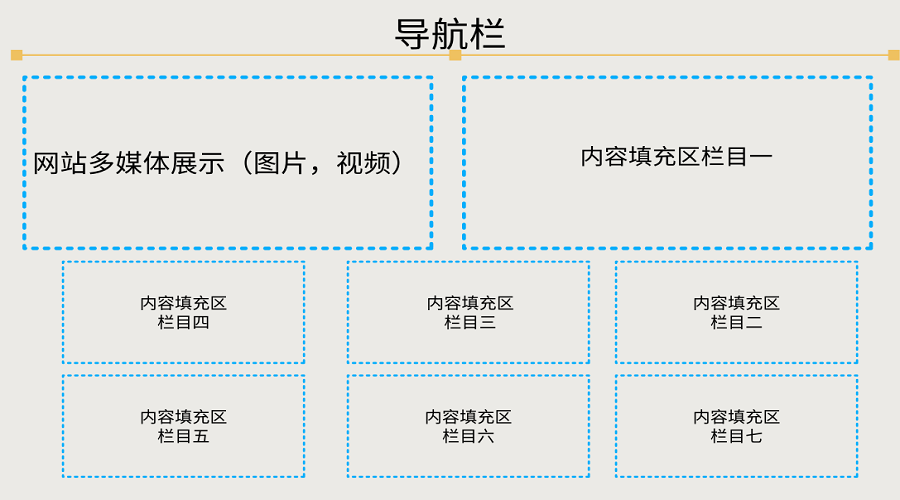 导航栏
网站多媒体展示（图片，视频）
内容填充区栏目一
内容填充区
栏目四
内容填充区
栏目三
内容填充区
栏目二
内容填充区
栏目五
内容填充区
栏目六
内容填充区
栏目七